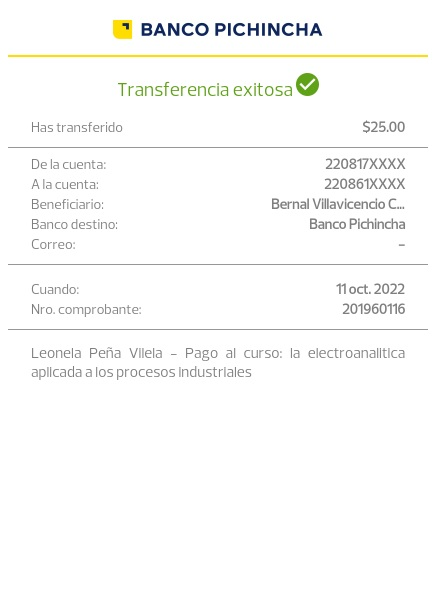 BANCO PICHINCHA
Transferencia exitosa
Has transferido $25.00
De la cuenta: 220817XXXX
A la cuenta: 220861XXXX
Beneficiario: Bernal Villavicencio C...
Banco destino: Banco Pichincha
Correo: -
Cuando: 11 oct. 2022
Nro. comprobante: 201960116
Leonela Peña Vilela - Pago al curso: la electroanalitica
aplicada a los procesos industriales